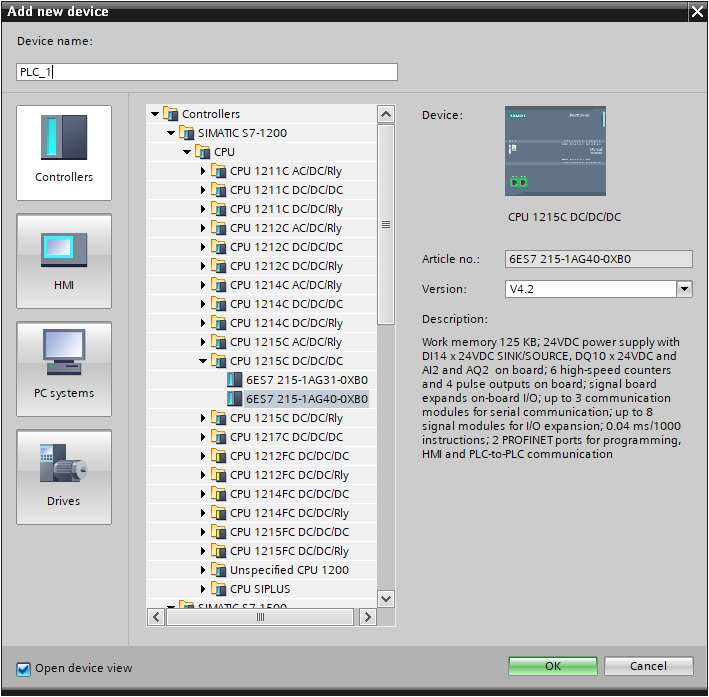 Add new device
Device name:
PLC_1
Controllers
HMI
PC systems
Drives
Controllers
SIMATIC S7-1200
CPU
CPU 1211C AC/DC/Rly
CPU 1211C DC/DC/DC
CPU 1211C DC/DC/Rly
CPU 1212C AC/DC/Rly
CPU 1212C DC/DC/DC
CPU 1212C DC/DC/Rly
CPU 1214C AC/DC/Rly
CPU 1214C DC/DC/DC
CPU 1214C DC/DC/Rly
CPU 1215C AC/DC/Rly
CPU 1215C DC/DC/DC
6ES7 215-1AG31-0XB0
6ES7 215-1AG40-0XB0
CPU 1215C DC/DC/Rly
CPU 1217C DC/DC/DC
CPU 1212FC DC/DC/DC
CPU 1212FC DC/DC/Rly
CPU 1214FC DC/DC/DC
CPU 1214FC DC/DC/Rly
CPU 1215FC DC/DC/DC
CPU 1215FC DC/DC/Rly
Unspecified CPU 1200
CPU SIPLUS
SIMATIC S7-1500
Device:
SIEMENS
CPU 1215C DC/DC/DC
Article no.:
6ES7 215-1AG40-0XB0
Version:
V4.2
Description:
Work memory 125 KB; 24VDC power supply with
DI14 x 24VDC SINK/SOURCE, DQ10 x 24VDC and
AI2 and AQ2 on board; 6 high-speed counters
and 4 pulse outputs on board; signal board
expands on-board I/O; up to 3 communication
modules for serial communication; up to 8
signal modules for I/O expansion; 0.04 ms/1000
instructions; 2 PROFINET ports for programming,
HMI and PLC-to-PLC communication
Open device view
OK
Cancel